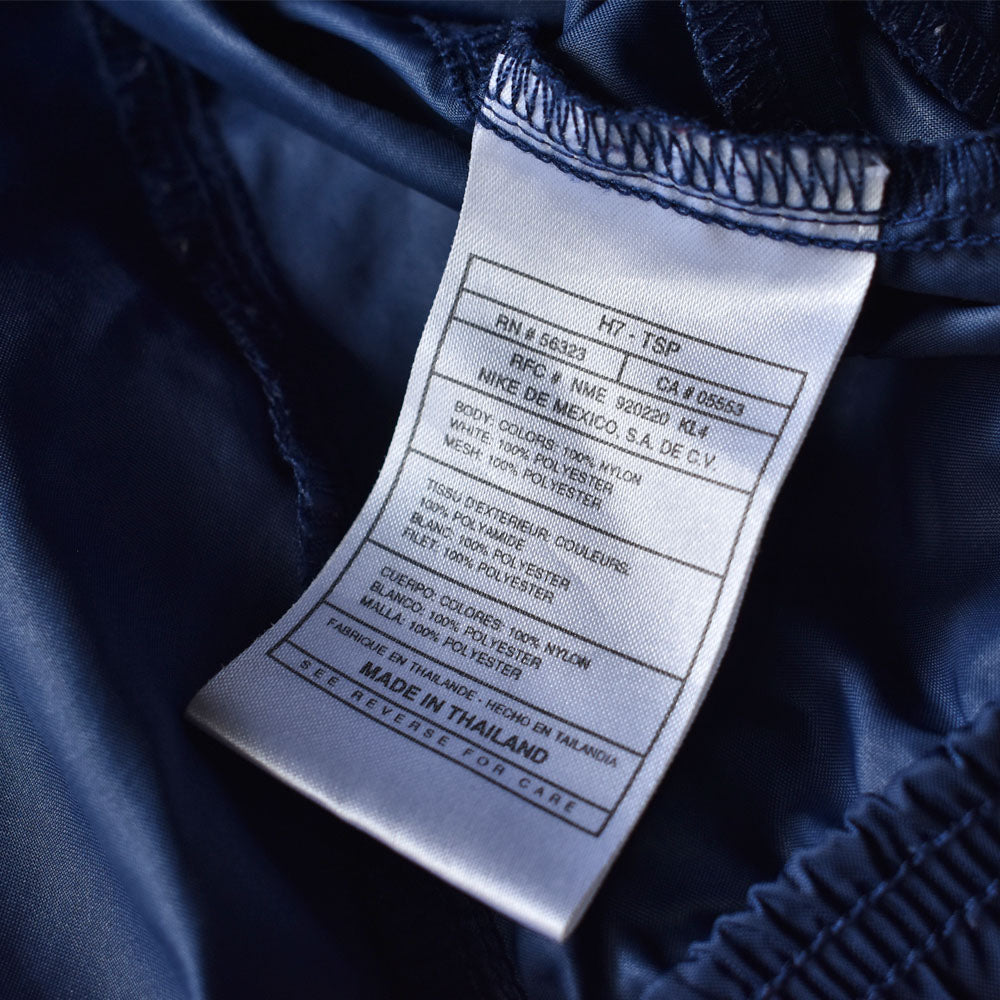 H7 - TSP
RN # 56323 CA # 05553
RFC # NME 920220 KL4
NIKE DE MEXICO, S.A. DE C.V.
BODY: COLORS: 100% NYLON
WHITE: 100% POLYESTER
MESH: 100% POLYESTER
TISSU D'EXTERIEUR: COULEURS:
100% POLYAMIDE
BLANC: 100% POLYESTER
FILET: 100% POLYESTER
CUERPO: COLORES: 100% NYLON
BLANCO: 100% POLYESTER
MALLA: 100% POLYESTER
FABRIQUE EN THAILANDE - HECHO EN TAILANDIA
MADE IN THAILAND
SEE REVERSE FOR CARE